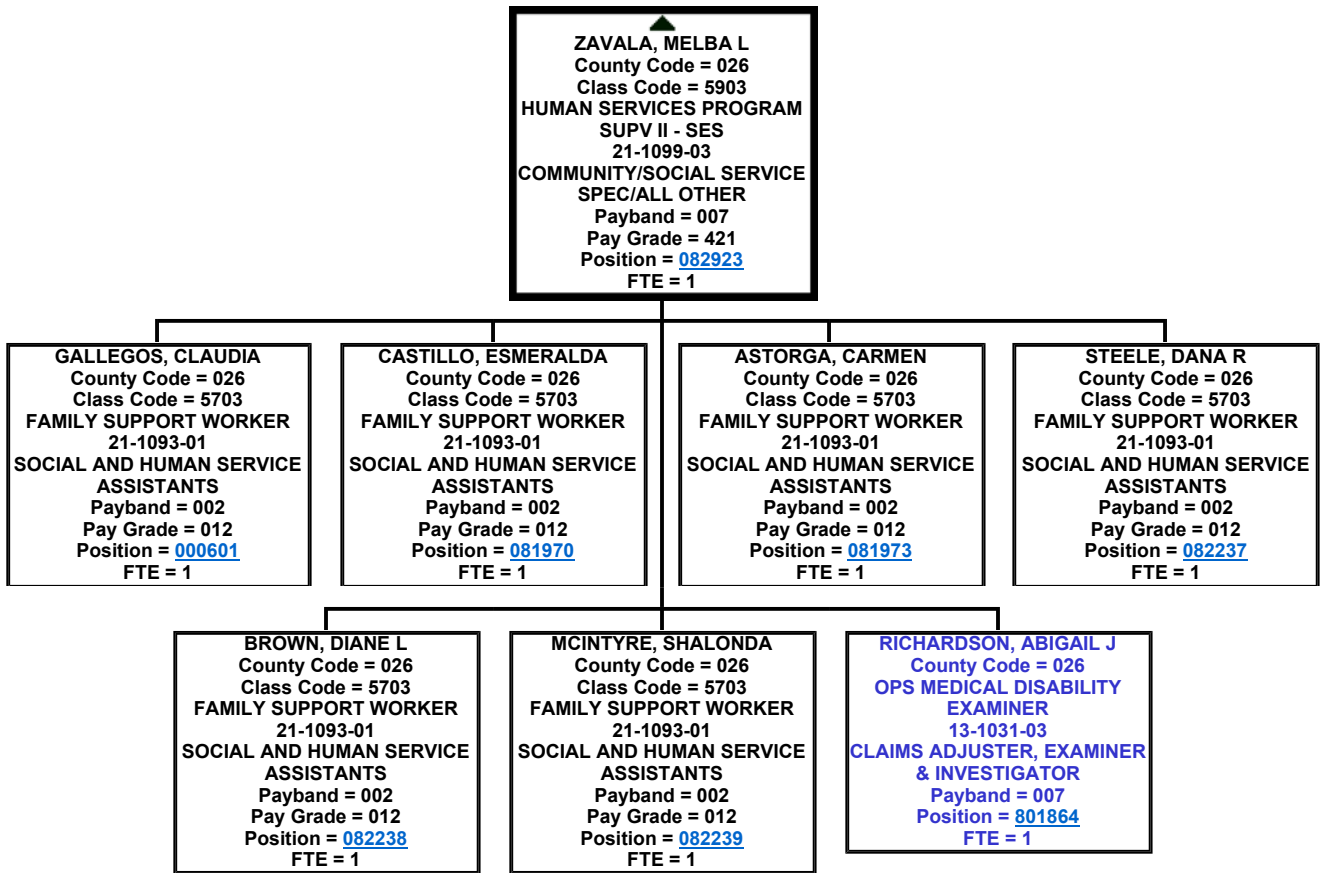 ZAVALA, MELBA L
County Code = 026
Class Code = 5903
HUMAN SERVICES PROGRAM
SUPV II - SES
21-1099-03
COMMUNITY/SOCIAL SERVICE
SPEC/ALL OTHER
Payband = 007
Pay Grade = 421
Position = 082923
FTE = 1
GALLEGOS, CLAUDIA
County Code = 026
Class Code = 5703
FAMILY SUPPORT WORKER
21-1093-01
SOCIAL AND HUMAN SERVICE
ASSISTANTS
Payband = 002
Pay Grade = 012
Position = 000601
FTE = 1
CASTILLO, ESMERALDA
County Code = 026
Class Code = 5703
FAMILY SUPPORT WORKER
21-1093-01
SOCIAL AND HUMAN SERVICE
ASSISTANTS
Payband = 002
Pay Grade = 012
Position = 081970
FTE = 1
ASTORGA, CARMEN
County Code = 026
Class Code = 5703
FAMILY SUPPORT WORKER
21-1093-01
SOCIAL AND HUMAN SERVICE
ASSISTANTS
Payband = 002
Pay Grade = 012
Position = 081973
FTE = 1
STEELE, DANA R
County Code = 026
Class Code = 5703
FAMILY SUPPORT WORKER
21-1093-01
SOCIAL AND HUMAN SERVICE
ASSISTANTS
Payband = 002
Pay Grade = 012
Position = 082237
FTE = 1
BROWN, DIANE L
County Code = 026
Class Code = 5703
FAMILY SUPPORT WORKER
21-1093-01
SOCIAL AND HUMAN SERVICE
ASSISTANTS
Payband = 002
Pay Grade = 012
Position = 082238
FTE = 1
MCINTYRE, SHALONDA
County Code = 026
Class Code = 5703
FAMILY SUPPORT WORKER
21-1093-01
SOCIAL AND HUMAN SERVICE
ASSISTANTS
Payband = 002
Pay Grade = 012
Position = 082239
FTE = 1
RICHARDSON, ABIGAIL J
County Code = 026
OPS MEDICAL DISABILITY
EXAMINER
13-1031-03
CLAIMS ADJUSTER, EXAMINER
& INVESTIGATOR
Payband = 007
Position = 801864
FTE = 1